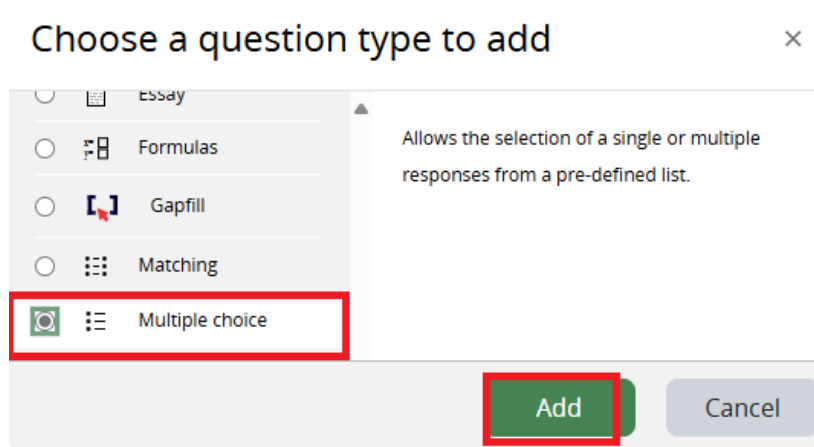 Choose a question type to add
×
Essay
Formulas
Gapfill
Matching
Multiple choice
Allows the selection of a single or multiple
responses from a pre-defined list.
Add
Cancel